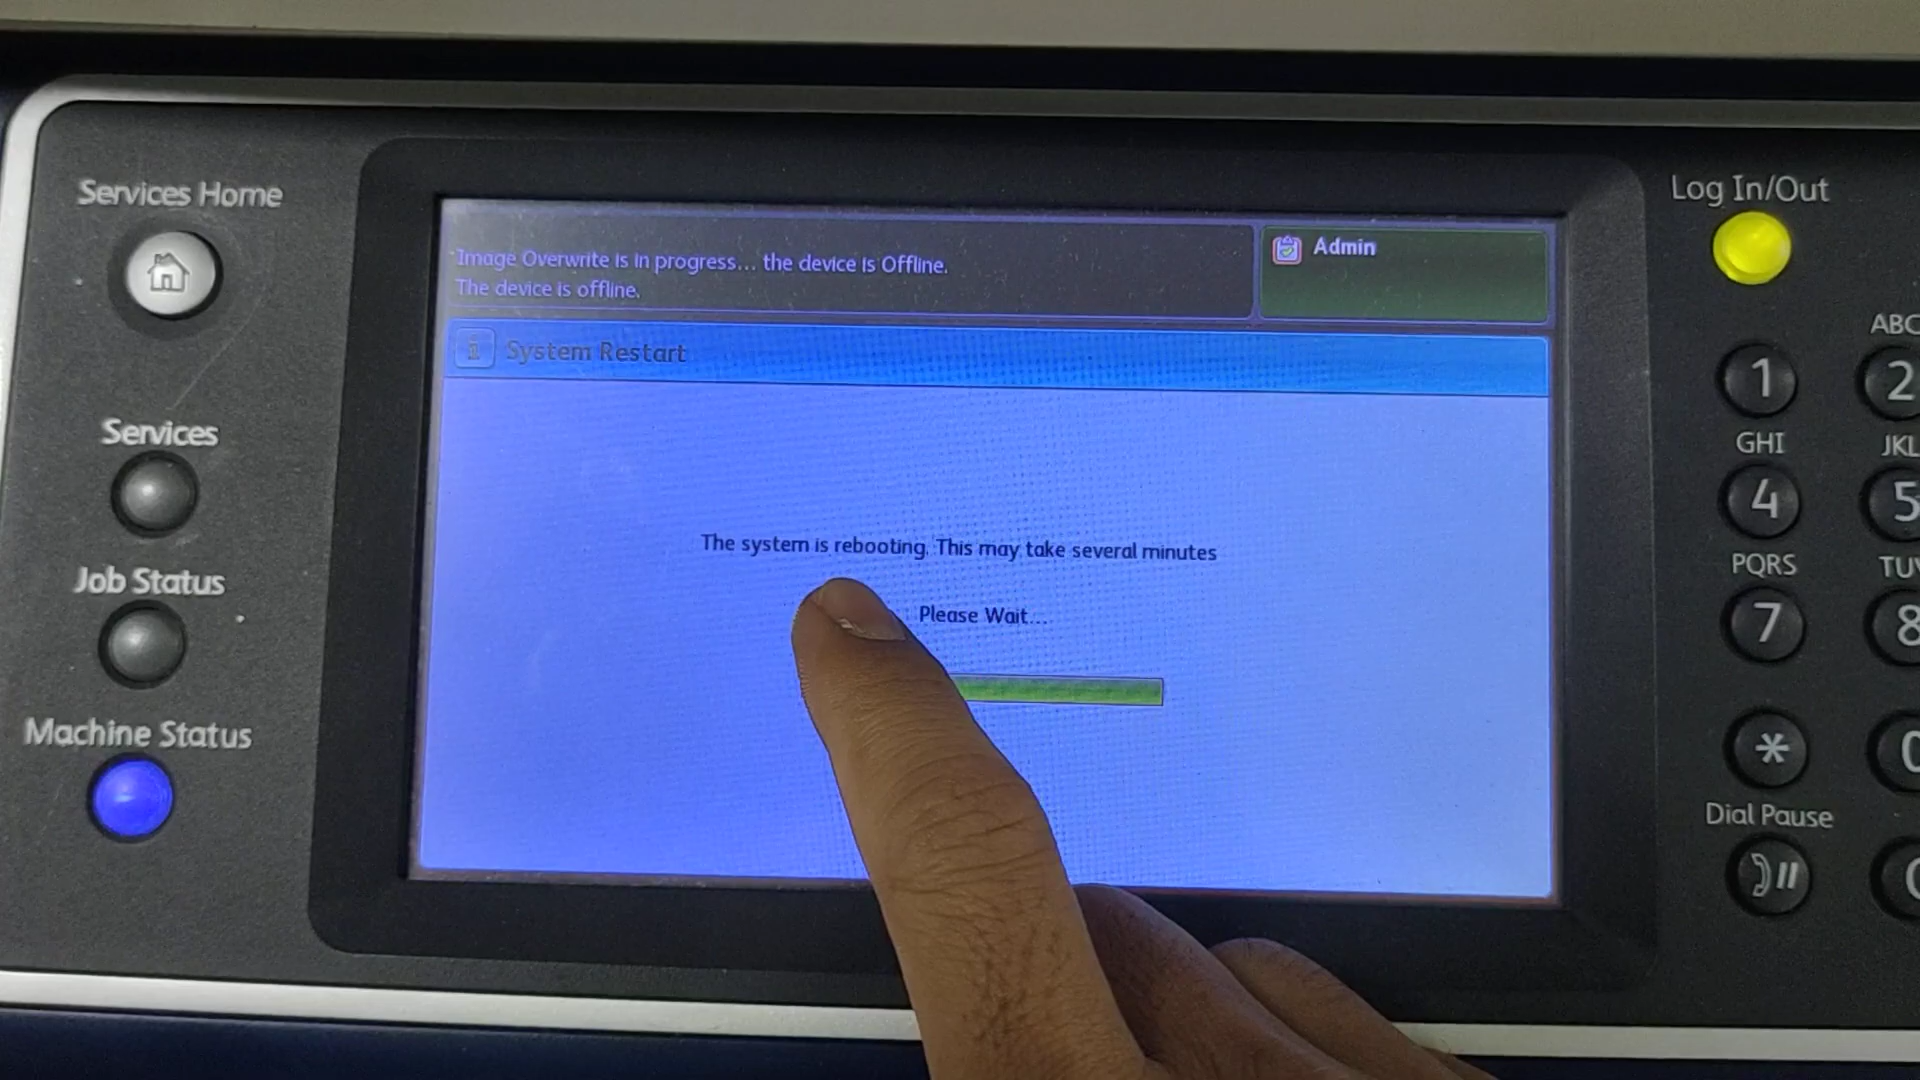 Services Home
Services
Job Status
Machine Status
Image Overwrite is in progress... the device is Offline.
The device is offline.
Admin
i System Restart
The system is rebooting. This may take several minutes
Please Wait...
Log In/Out
ABC
1 2
GHI JKL
4 5
PQRS TUV
7 8
*
Dial Pause